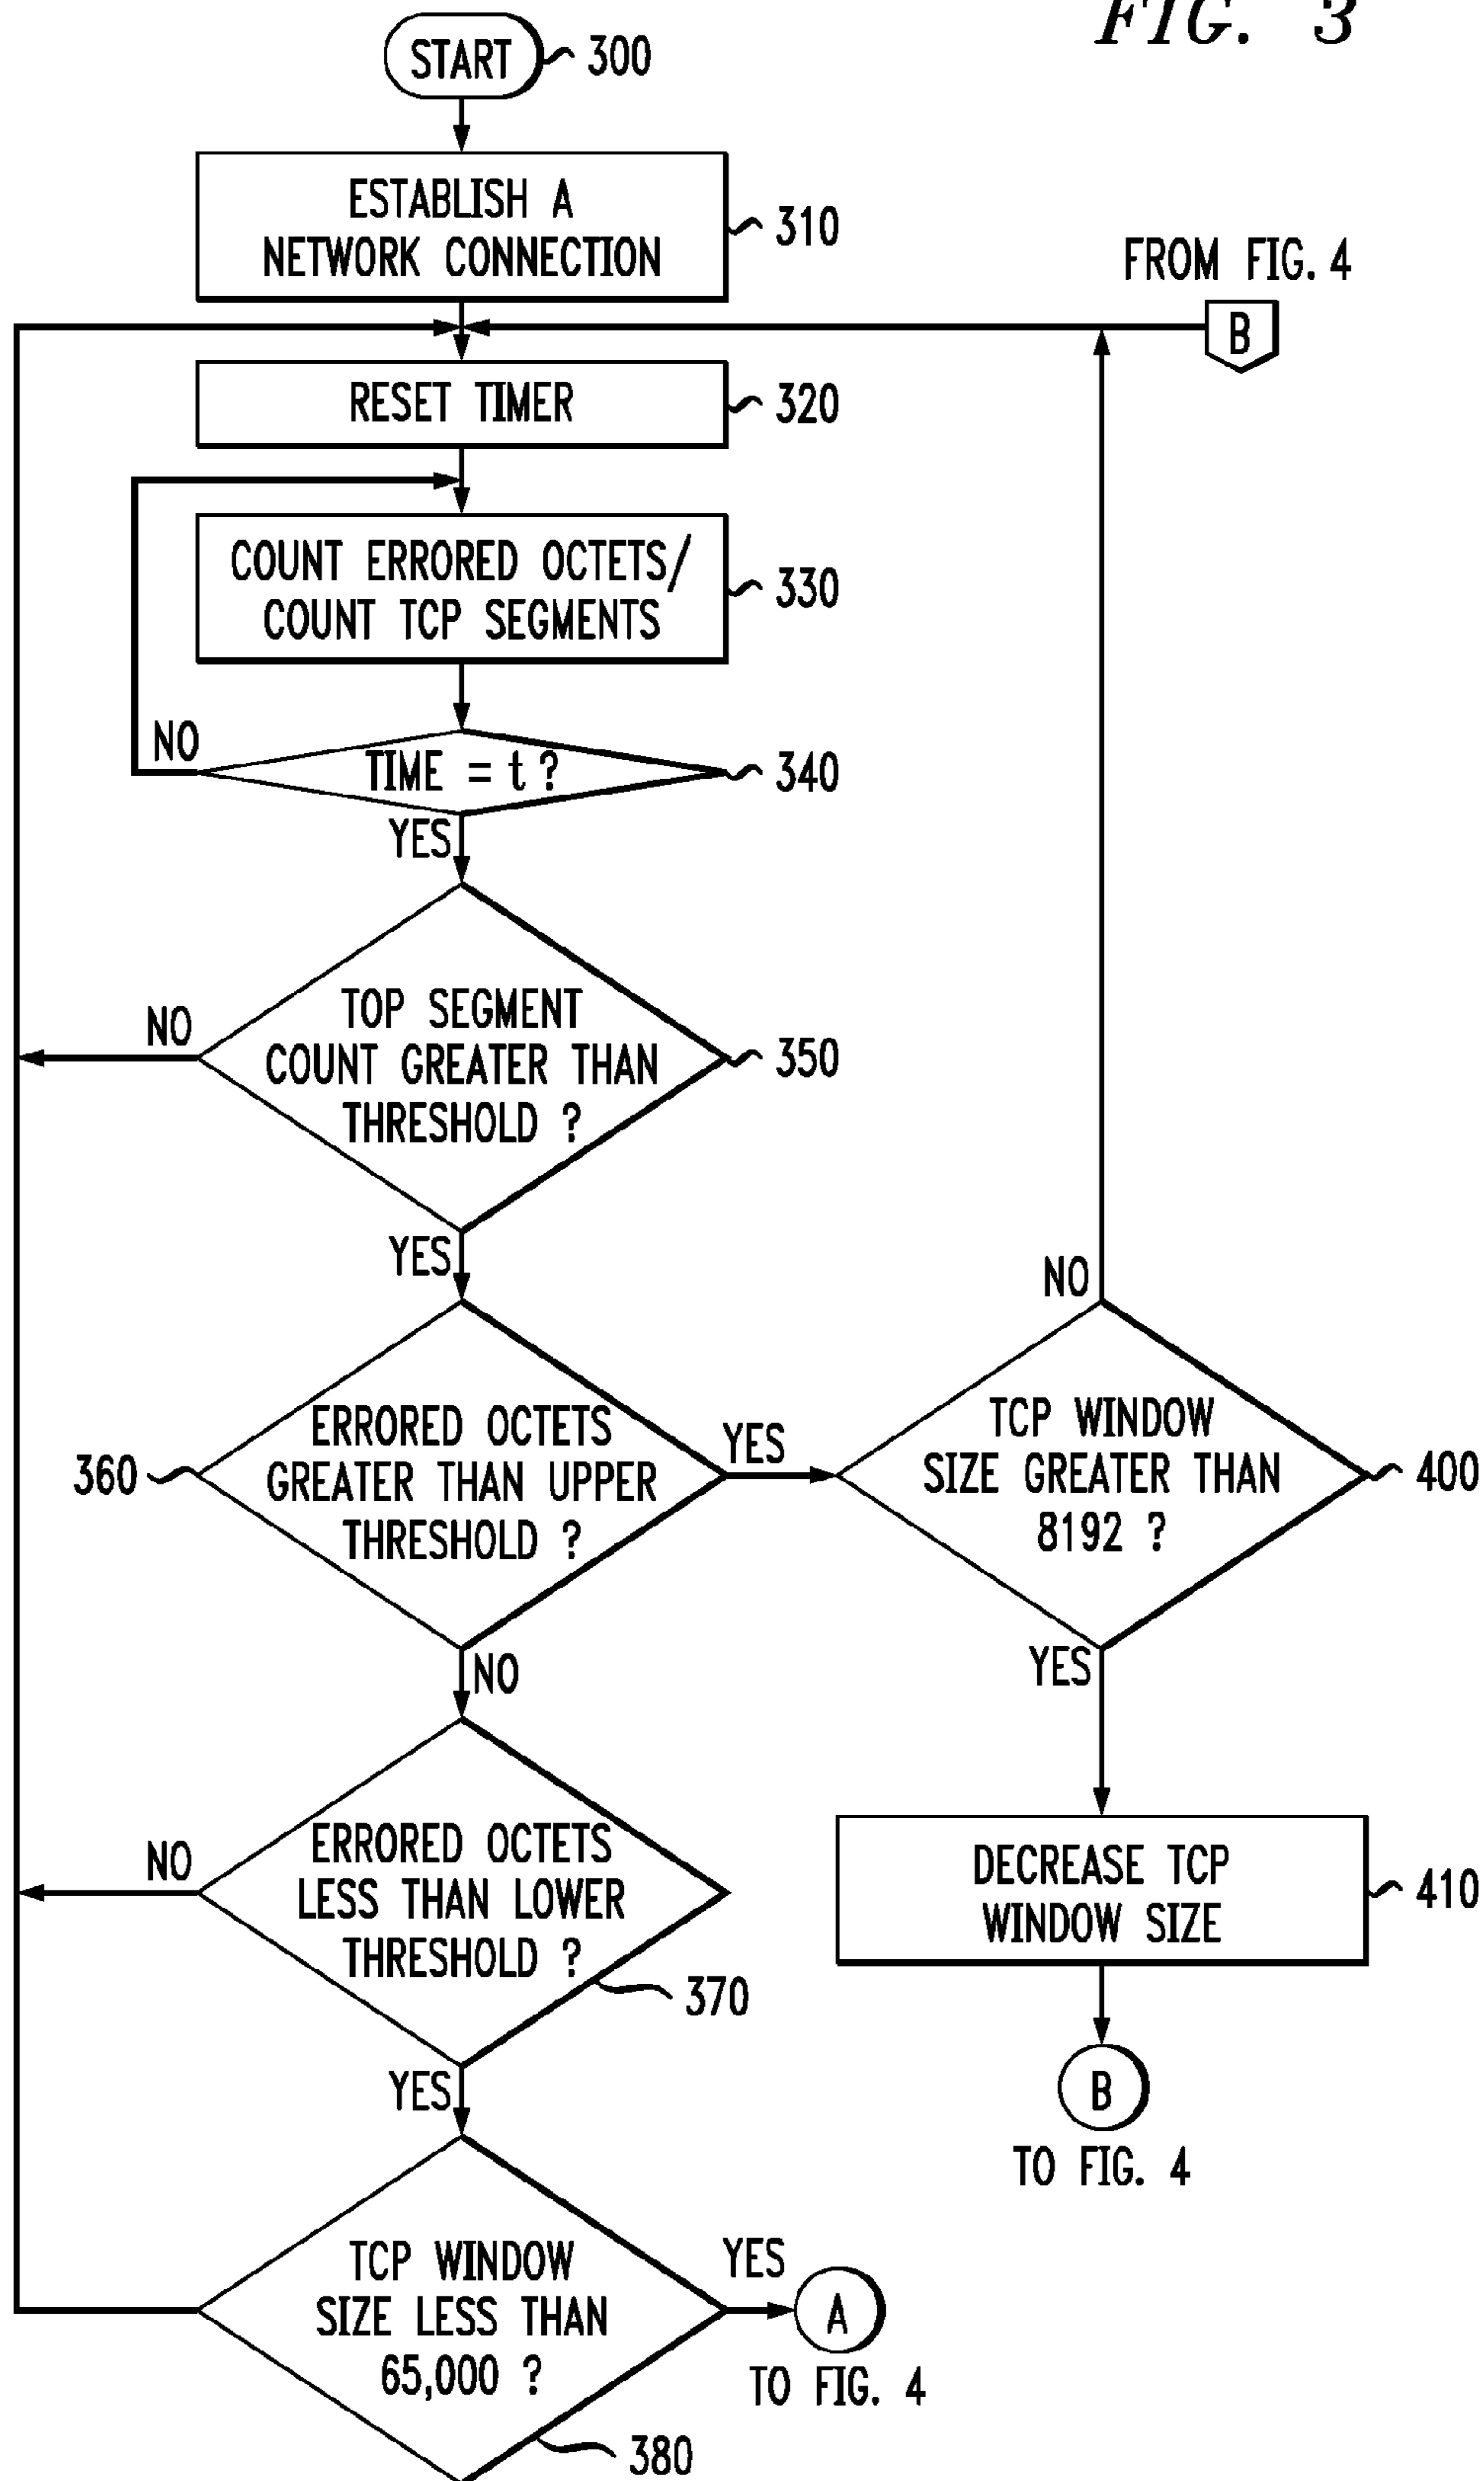 FIG. 3
START
300
ESTABLISH A
NETWORK CONNECTION
310
FROM FIG. 4
B
RESET TIMER
320
COUNT ERRORED OCTETS/
COUNT TCP SEGMENTS
330
NO
TIME = t ?
340
YES
NO
TOP SEGMENT
COUNT GREATER THAN
THRESHOLD ?
350
YES
NO
360
ERRORED OCTETS
GREATER THAN UPPER
THRESHOLD ?
YES
TCP WINDOW
SIZE GREATER THAN
8192 ?
400
NO
YES
NO
ERRORED OCTETS
LESS THAN LOWER
THRESHOLD ?
370
DECREASE TCP
WINDOW SIZE
410
YES
B
TO FIG. 4
TCP WINDOW
SIZE LESS THAN
65,000 ?
YES
A
TO FIG. 4
380